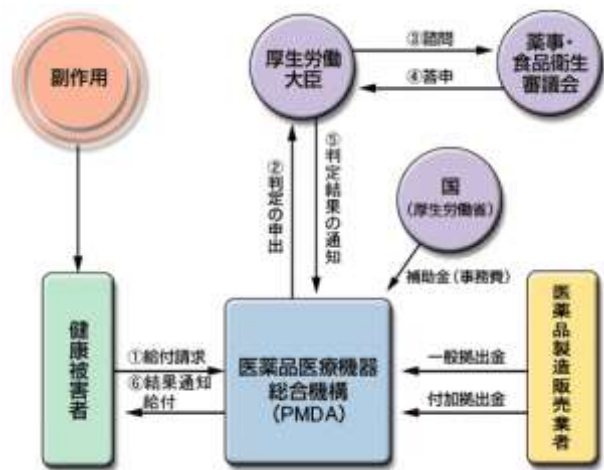 副作用
厚生労働
大臣
③諮問
④答申
薬事・
食品衛生
審議会
②判定の申出
⑤判定結果の通知
国
(厚生労働省)
補助金(事務費)
健康被害者
①給付請求
⑥結果通知
給付
医薬品医療機器
総合機構
(PMDA)
一般拠出金
付加拠出金
医薬品製造販売業者